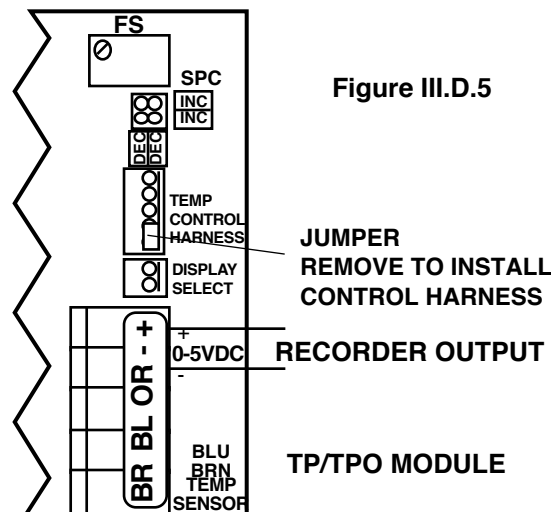 FS
SPC
Figure III.D.5
INC
INC
DEC DEC
TEMP
CONTROL
HARNESS
JUMPER
REMOVE TO INSTALL
CONTROL HARNESS
DISPLAY
SELECT
BR BL OR - +
+
0-5VDC
-
RECORDER OUTPUT
BLU
BRN
TEMP
SENSOR
TP/TPO MODULE